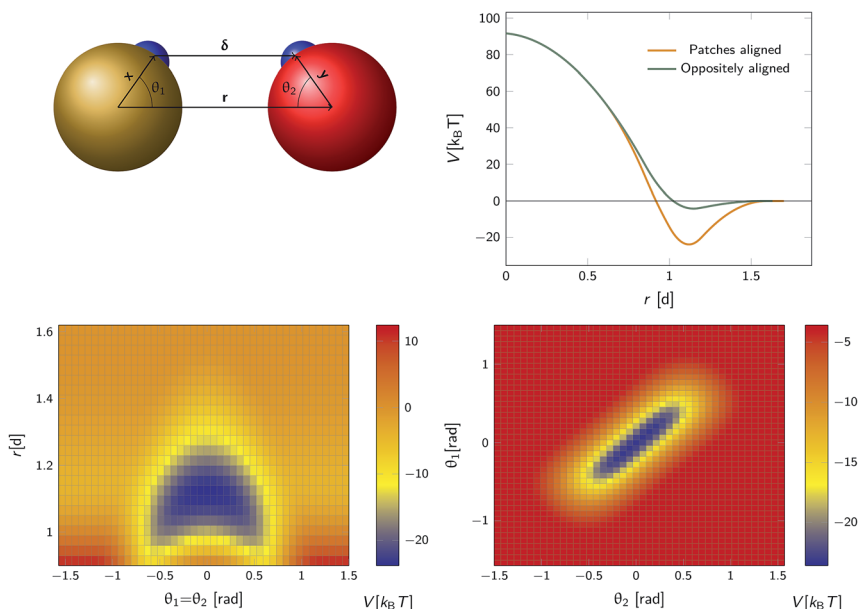 δ
x
θ1
r
θ2
y
100
80
60
40
20
0
−20
V[kBT]
Patches aligned
Oppositely aligned
0
0.5
1
1.5
r [d]
1.6
1.4
1.2
1
r[d]
−1.5
−1
−0.5
0
0.5
1
1.5
θ1=θ2 [rad]
10
0
−10
−20
V[kBT]
1
0
−1
θ1[rad]
−1.5
−1
−0.5
0
0.5
1
1.5
θ2 [rad]
−5
−10
−15
−20
V[kBT]